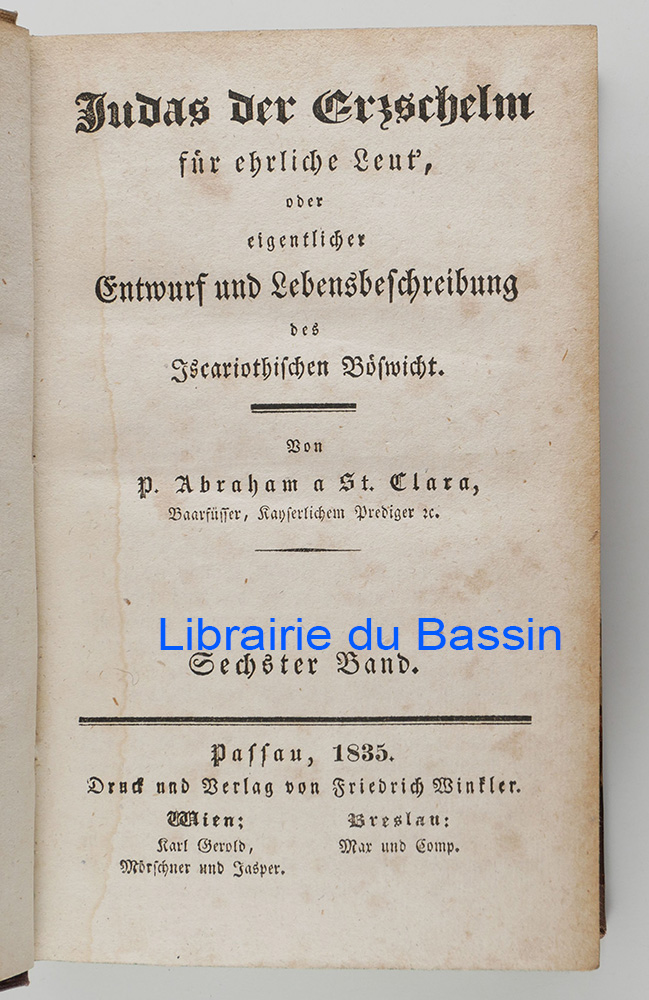 Judas der Erzschelm
für ehrliche Leut',
oder
eigentlicher
Entwurf und Lebensbeschreibung
des
Iscariothischen Böswicht.
Von
P. Abraham a St. Clara,
Baarfüsser, Kayserlichem Prediger ꝛc.
Librairie du Bassin
Sechster Band.
Passau, 1835.
Druck und Verlag von Friedrich Winkler.
Wien: Breslau:
Karl Gerold, Max und Comp.
Mörschner und Jasper.